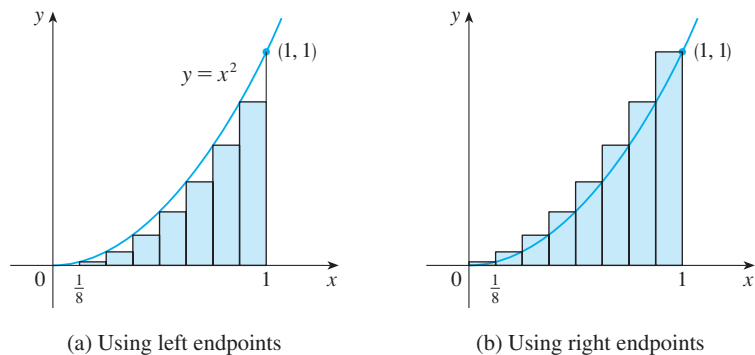 y
(1, 1)
y = x²
0
1/8
1
x
(a) Using left endpoints
y
(1, 1)
0
1/8
1
x
(b) Using right endpoints